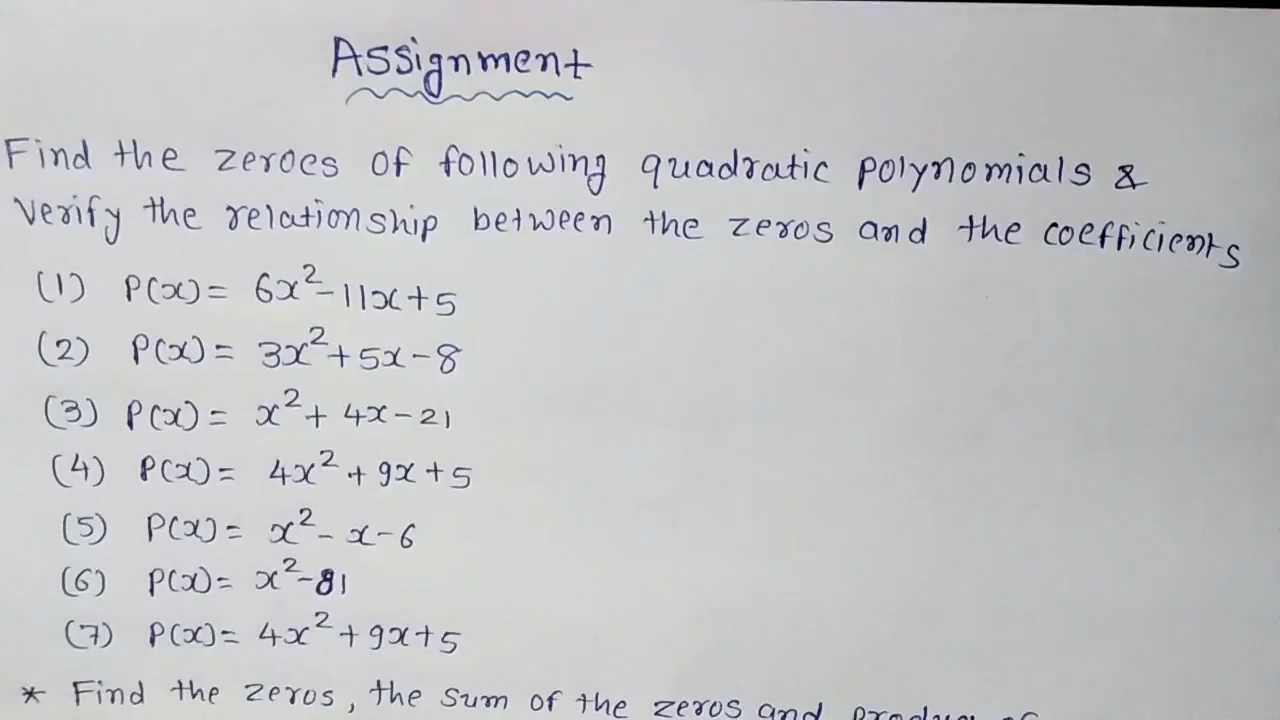 Assignment
Find the zeroes of following quadratic polynomials &
Verify the relationship between the zeros and the coefficients
(1) P(x) = 6x²-11x+5
(2) P(x) = 3x²+5x-8
(3) P(x) = x²+ 4x-21
(4) P(x) = 4x²+9x+5
(5) P(x) = x²-x-6
(6) P(x) = x²-81
(7) P(x) = 4x²+9x+5
* Find the zeros, the sum of the zeros and